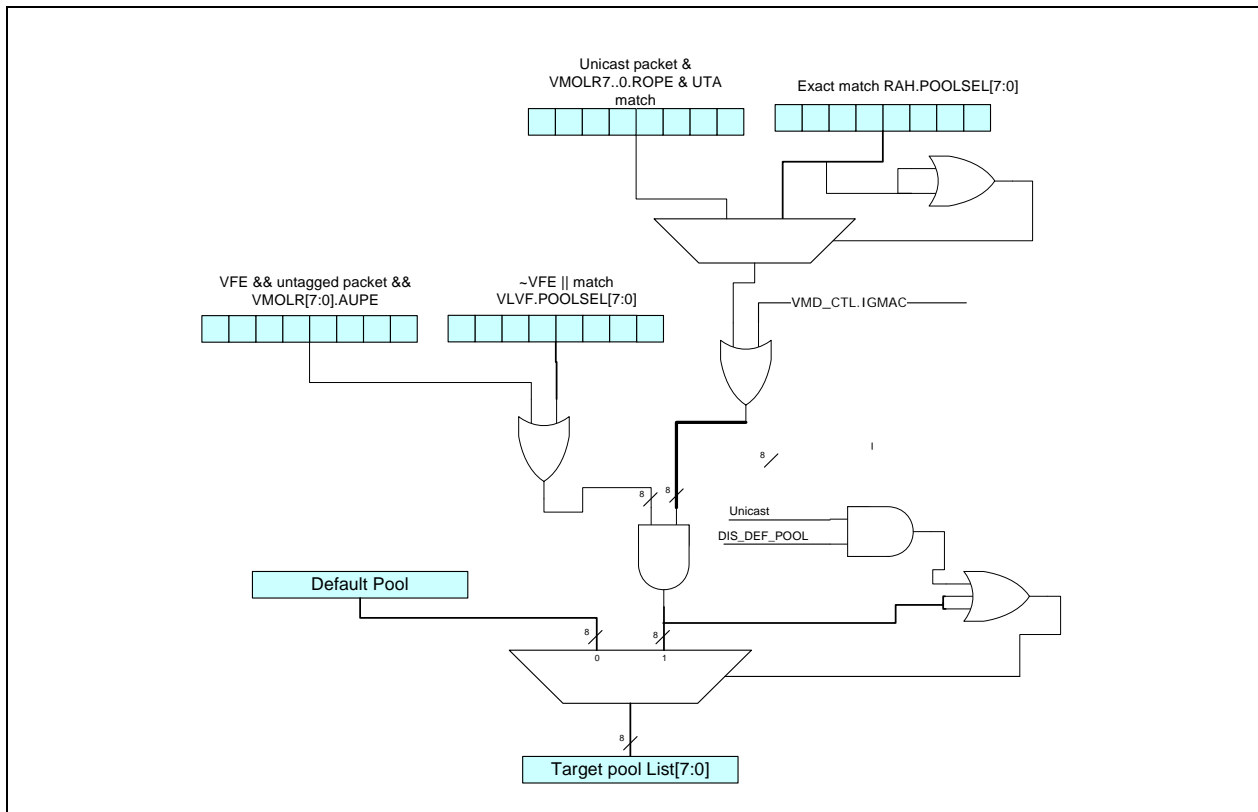 Unicast packet &
VMOLR7..0.ROPE & UTA
match
Exact match RAH.POOLSEL[7:0]
VFE && untagged packet &&
VMOLR[7:0].AUPE
~VFE || match
VLVF.POOLSEL[7:0]
VMD_CTL.IGMAC
8
8
8
Unicast
DIS_DEF_POOL
Default Pool
8
8
0
1
8
Target pool List[7:0]